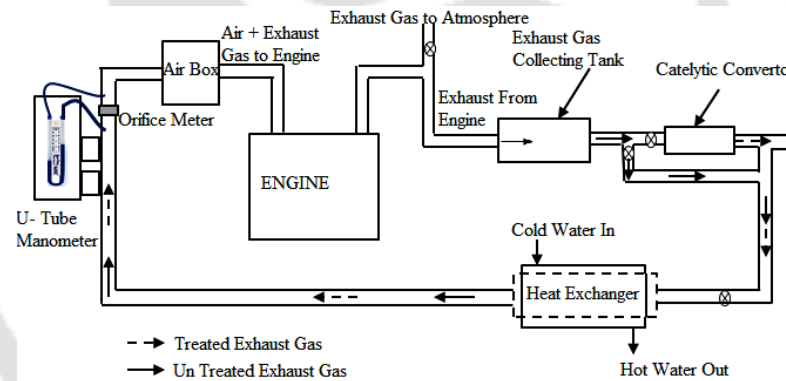 Exhaust Gas to Atmosphere
Air + Exhaust
Gas to Engine
Exhaust Gas
Collecting Tank
Catelytic Converto
Air Box
Orifice Meter
Exhaust From
Engine
ENGINE
U- Tube
Manometer
Cold Water In
Heat Exchanger
Treated Exhaust Gas
Un Treated Exhaust Gas
Hot Water Out